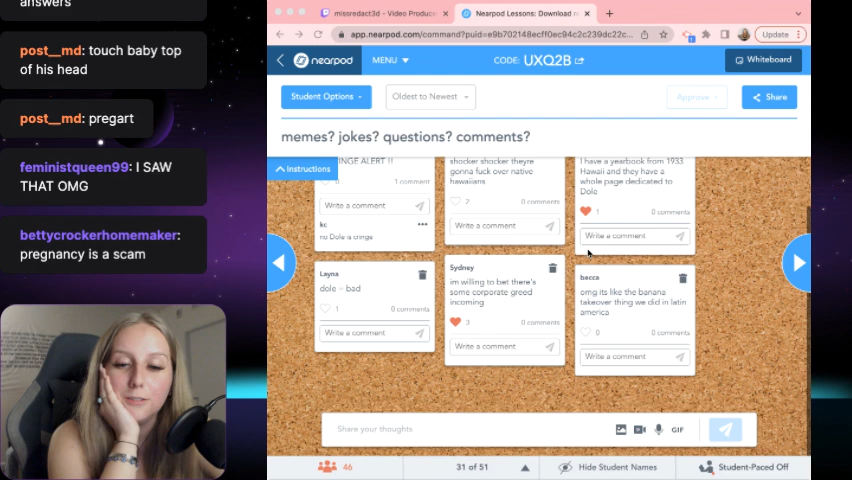 answers
post__md: touch baby top
of his head
post__md: pregart
feministqueen99: I SAW
THAT OMG
bettycrockerhomemaker:
pregnancy is a scam
missredact3d - Video Produce
Nearpod Lessons: Download n
app.nearpod.com/command?puid=e9b702148ecff0ec94c2c239dc22c...
Update
nearpod
MENU
CODE: UXQ2B
Whiteboard
Student Options
Oldest to Newest
Approve
Share
memes? jokes? questions? comments?
Instructions
INGE ALERT !!
1 comment
Write a comment
kc
no Dole is cringe
shocker shocker theyre
gonna fuck over native
hawaiians
2
0 comments
Write a comment
I have a yearbook from 1933
Hawaii and they have a
whole page dedicated to
Dole
1
0 comments
Write a comment
Layna
dole = bad
1
0 comments
Write a comment
Sydney
im willing to bet there's
some corporate greed
incoming
3
0 comments
Write a comment
becca
omg its like the banana
takeover thing we did in latin
america
0
0 comments
Write a comment
Share your thoughts
GIF
46
31 of 51
Hide Student Names
Student-Paced Off